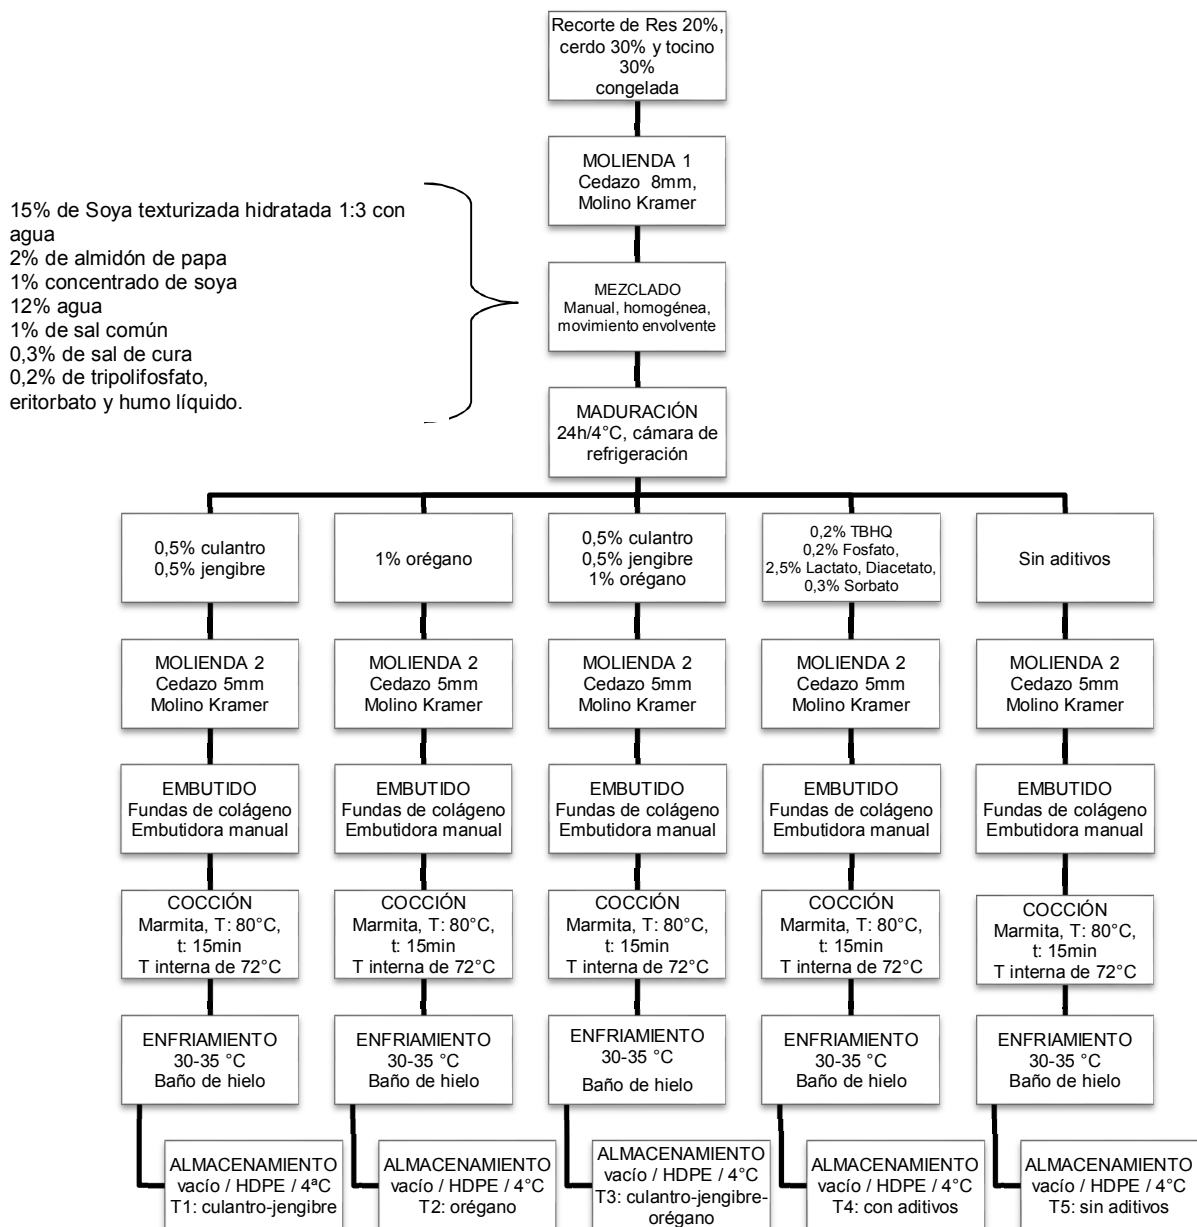 Recorte de Res 20%,
cerdo 30% y tocino
30%
congelada
MOLIENDA 1
Cedazo 8mm,
Molino Kramer
15% de Soya texturizada hidratada 1:3 con
agua
2% de almidón de papa
1% concentrado de soya
12% agua
1% de sal común
0,3% de sal de cura
0,2% de tripolifosfato,
eritorbato y humo líquido.
MEZCLADO
Manual, homogénea,
movimiento envolvente
MADURACIÓN
24h/4°C, cámara de
refrigeración
0,5% culantro
0,5% jengibre
1% orégano
0,5% culantro
0,5% jengibre
1% orégano
0,2% TBHQ
0,2% Fosfato,
2,5% Lactato, Diacetato,
0,3% Sorbato
Sin aditivos
MOLIENDA 2
Cedazo 5mm
Molino Kramer
MOLIENDA 2
Cedazo 5mm
Molino Kramer
MOLIENDA 2
Cedazo 5mm
Molino Kramer
MOLIENDA 2
Cedazo 5mm
Molino Kramer
MOLIENDA 2
Cedazo 5mm
Molino Kramer
EMBUTIDO
Fundas de colágeno
Embutidora manual
EMBUTIDO
Fundas de colágeno
Embutidora manual
EMBUTIDO
Fundas de colágeno
Embutidora manual
EMBUTIDO
Fundas de colágeno
Embutidora manual
EMBUTIDO
Fundas de colágeno
Embutidora manual
COCCIÓN
Marmita, T: 80°C,
t: 15min
T interna de 72°C
COCCIÓN
Marmita, T: 80°C,
t: 15min
T interna de 72°C
COCCIÓN
Marmita, T: 80°C,
t: 15min
T interna de 72°C
COCCIÓN
Marmita, T: 80°C,
t: 15min
T interna de 72°C
COCCIÓN
Marmita, T: 80°C,
t: 15min
T interna de 72°C
ENFRIAMIENTO
30-35 °C
Baño de hielo
ENFRIAMIENTO
30-35 °C
Baño de hielo
ENFRIAMIENTO
30-35 °C
Baño de hielo
ENFRIAMIENTO
30-35 °C
Baño de hielo
ENFRIAMIENTO
30-35 °C
Baño de hielo
ALMACENAMIENTO
vacío / HDPE / 4ªC
T1: culantro-jengibre
ALMACENAMIENTO
vacío / HDPE / 4°C
T2: orégano
ALMACENAMIENTO
vacío / HDPE / 4°C
T3: culantro-jengibre-
orégano
ALMACENAMIENTO
vacío / HDPE / 4°C
T4: con aditivos
ALMACENAMIENTO
vacío / HDPE / 4°C
T5: sin aditivos